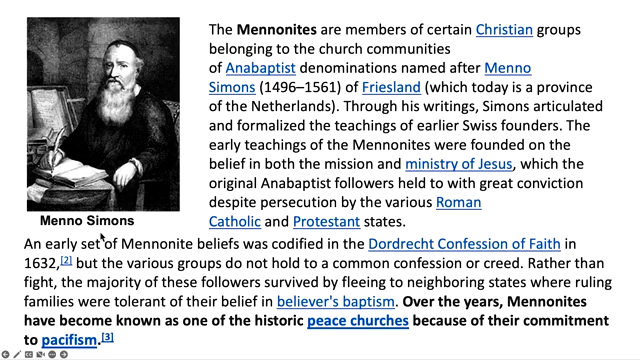 The Mennonites are members of certain Christian groups
belonging to the church communities
of Anabaptist denominations named after Menno
Simons (1496–1561) of Friesland (which today is a province
of the Netherlands). Through his writings, Simons articulated
and formalized the teachings of earlier Swiss founders. The
early teachings of the Mennonites were founded on the
belief in both the mission and ministry of Jesus, which the
original Anabaptist followers held to with great conviction
despite persecution by the various Roman
Catholic and Protestant states.
Menno Simons
An early set of Mennonite beliefs was codified in the Dordrecht Confession of Faith in
1632,[2] but the various groups do not hold to a common confession or creed. Rather than
fight, the majority of these followers survived by fleeing to neighboring states where ruling
families were tolerant of their belief in believer's baptism. Over the years, Mennonites
have become known as one of the historic peace churches because of their commitment
to pacifism.[3]